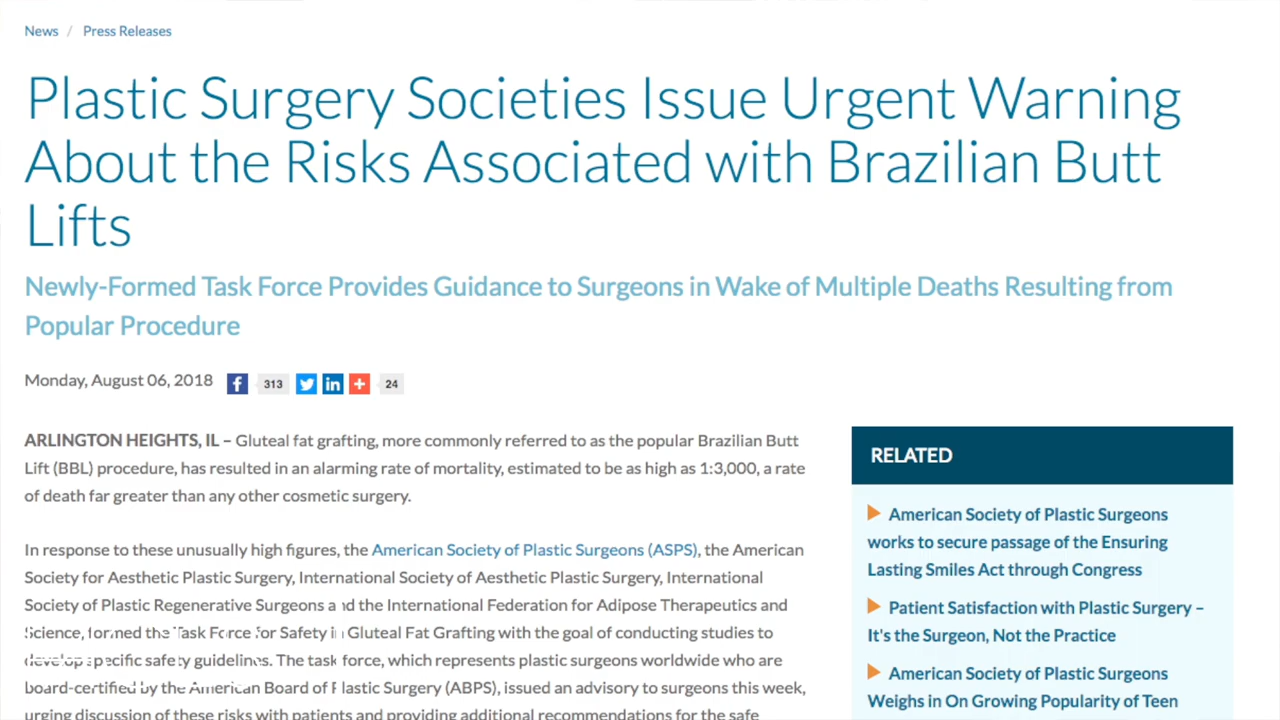 News / Press Releases
Plastic Surgery Societies Issue Urgent Warning
About the Risks Associated with Brazilian Butt
Lifts
Newly-Formed Task Force Provides Guidance to Surgeons in Wake of Multiple Deaths Resulting from
Popular Procedure
Monday, August 06, 2018 313 24
ARLINGTON HEIGHTS, IL – Gluteal fat grafting, more commonly referred to as the popular Brazilian Butt
Lift (BBL) procedure, has resulted in an alarming rate of mortality, estimated to be as high as 1:3,000, a rate
of death far greater than any other cosmetic surgery.
In response to these unusually high figures, the American Society of Plastic Surgeons (ASPS), the American
Society for Aesthetic Plastic Surgery, International Society of Aesthetic Plastic Surgery, International
Society of Plastic Regenerative Surgeons and the International Federation for Adipose Therapeutics and
Science, formed the Task Force for Safety in Gluteal Fat Grafting with the goal of conducting studies to
develop specific safety guidelines. The task force, which represents plastic surgeons worldwide who are
board-certified by the American Board of Plastic Surgery (ABPS), issued an advisory to surgeons this week,
urging discussion of these risks with patients and providing additional recommendations for the safe
RELATED
American Society of Plastic Surgeons
works to secure passage of the Ensuring
Lasting Smiles Act through Congress
Patient Satisfaction with Plastic Surgery –
It's the Surgeon, Not the Practice
American Society of Plastic Surgeons
Weighs in On Growing Popularity of Teen